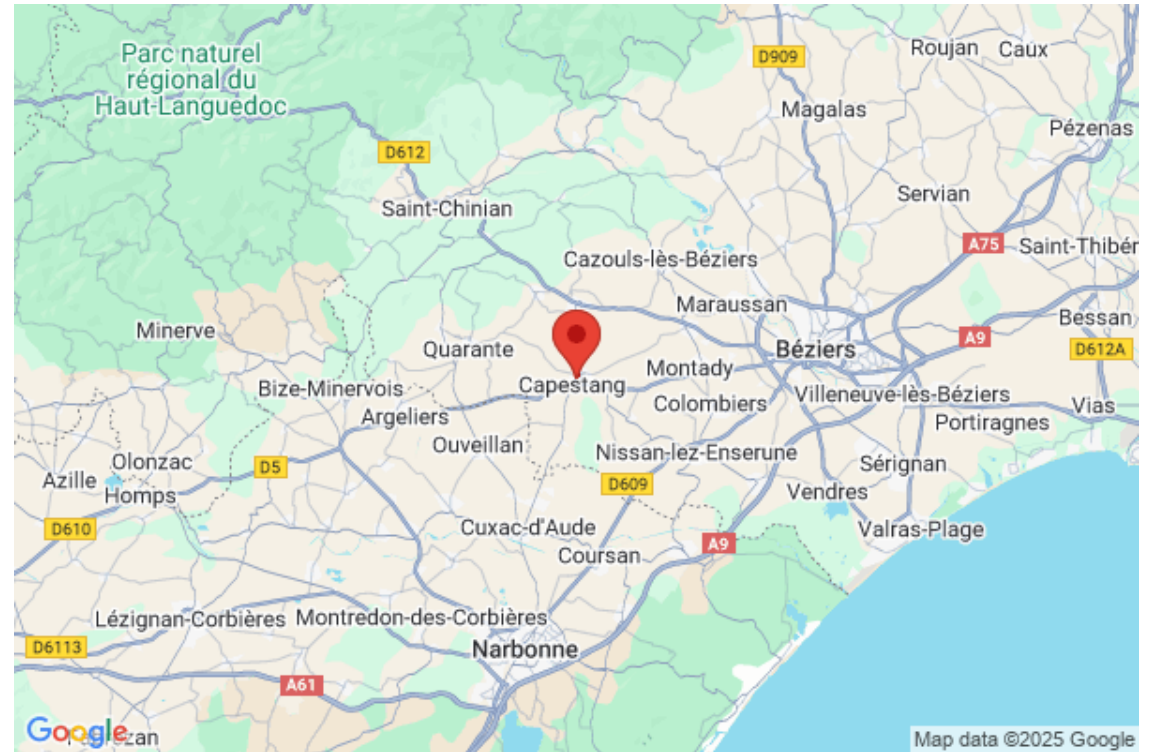 Parc naturel
régional du
Haut-Languedoc
D909
Roujan
Caux
Magalas
Pézenas
D612
Saint-Chinian
Servian
A75
Saint-Thibér
Cazouls-lès-Béziers
Maraussan
Bessan
Minerve
Quarante
Béziers
A9
D612A
Montady
Capestang
Bize-Minervois
Colombiers
Villeneuve-lès-Béziers
Vias
Argeliers
Portiragnes
Ouveillan
Nissan-lez-Enserune
Olonzac
D5
Sérignan
Azille
Homps
D609
Vendres
D610
Cuxac-d'Aude
Valras-Plage
Coursan
A9
Lézignan-Corbières
Montredon-des-Corbières
D6113
Narbonne
A61
Google
Map data ©2025 Google